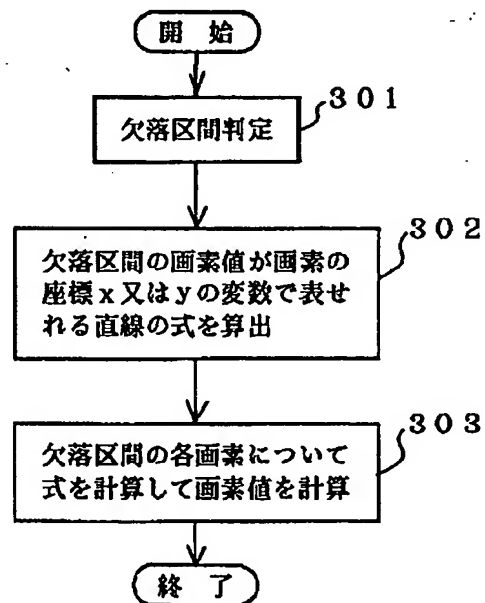 開 始
301
欠落区間判定
302
欠落区間の画素値が画素の
座標x又はyの変数で表せ
れる直線の式を算出
303
欠落区間の各画素について
式を計算して画素値を計算
終 了